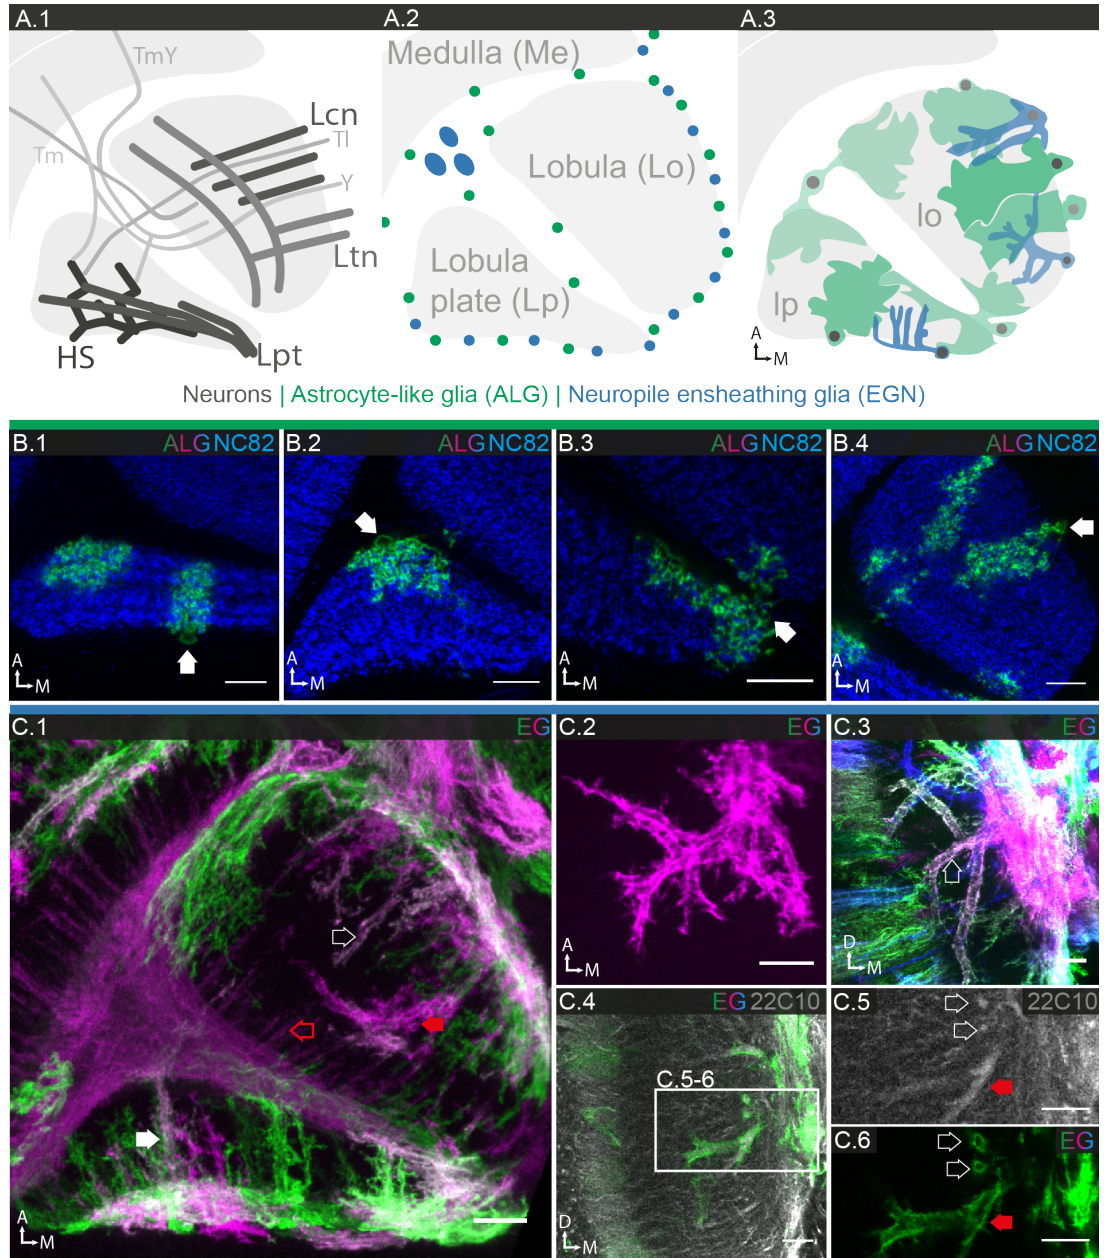 A.1
A.2
A.3
TmY
Tm
Lcn
Tl
Y
Ltn
HS
Lpt
Medulla (Me)
Lobula (Lo)
Lobula
plate (Lp)
lo
lp
A
M
Neurons | Astrocyte-like glia (ALG) | Neuropile ensheathing glia (EGN)
B.1
ALG NC82
A
M
B.2
ALG NC82
A
M
B.3
ALG NC82
A
M
B.4
ALG NC82
A
M
C.1
EG
A
M
C.2
EG
A
M
C.3
EG
D
M
C.4
EG 22C10
C.5-6
D
M
C.5
22C10
C.6
EG